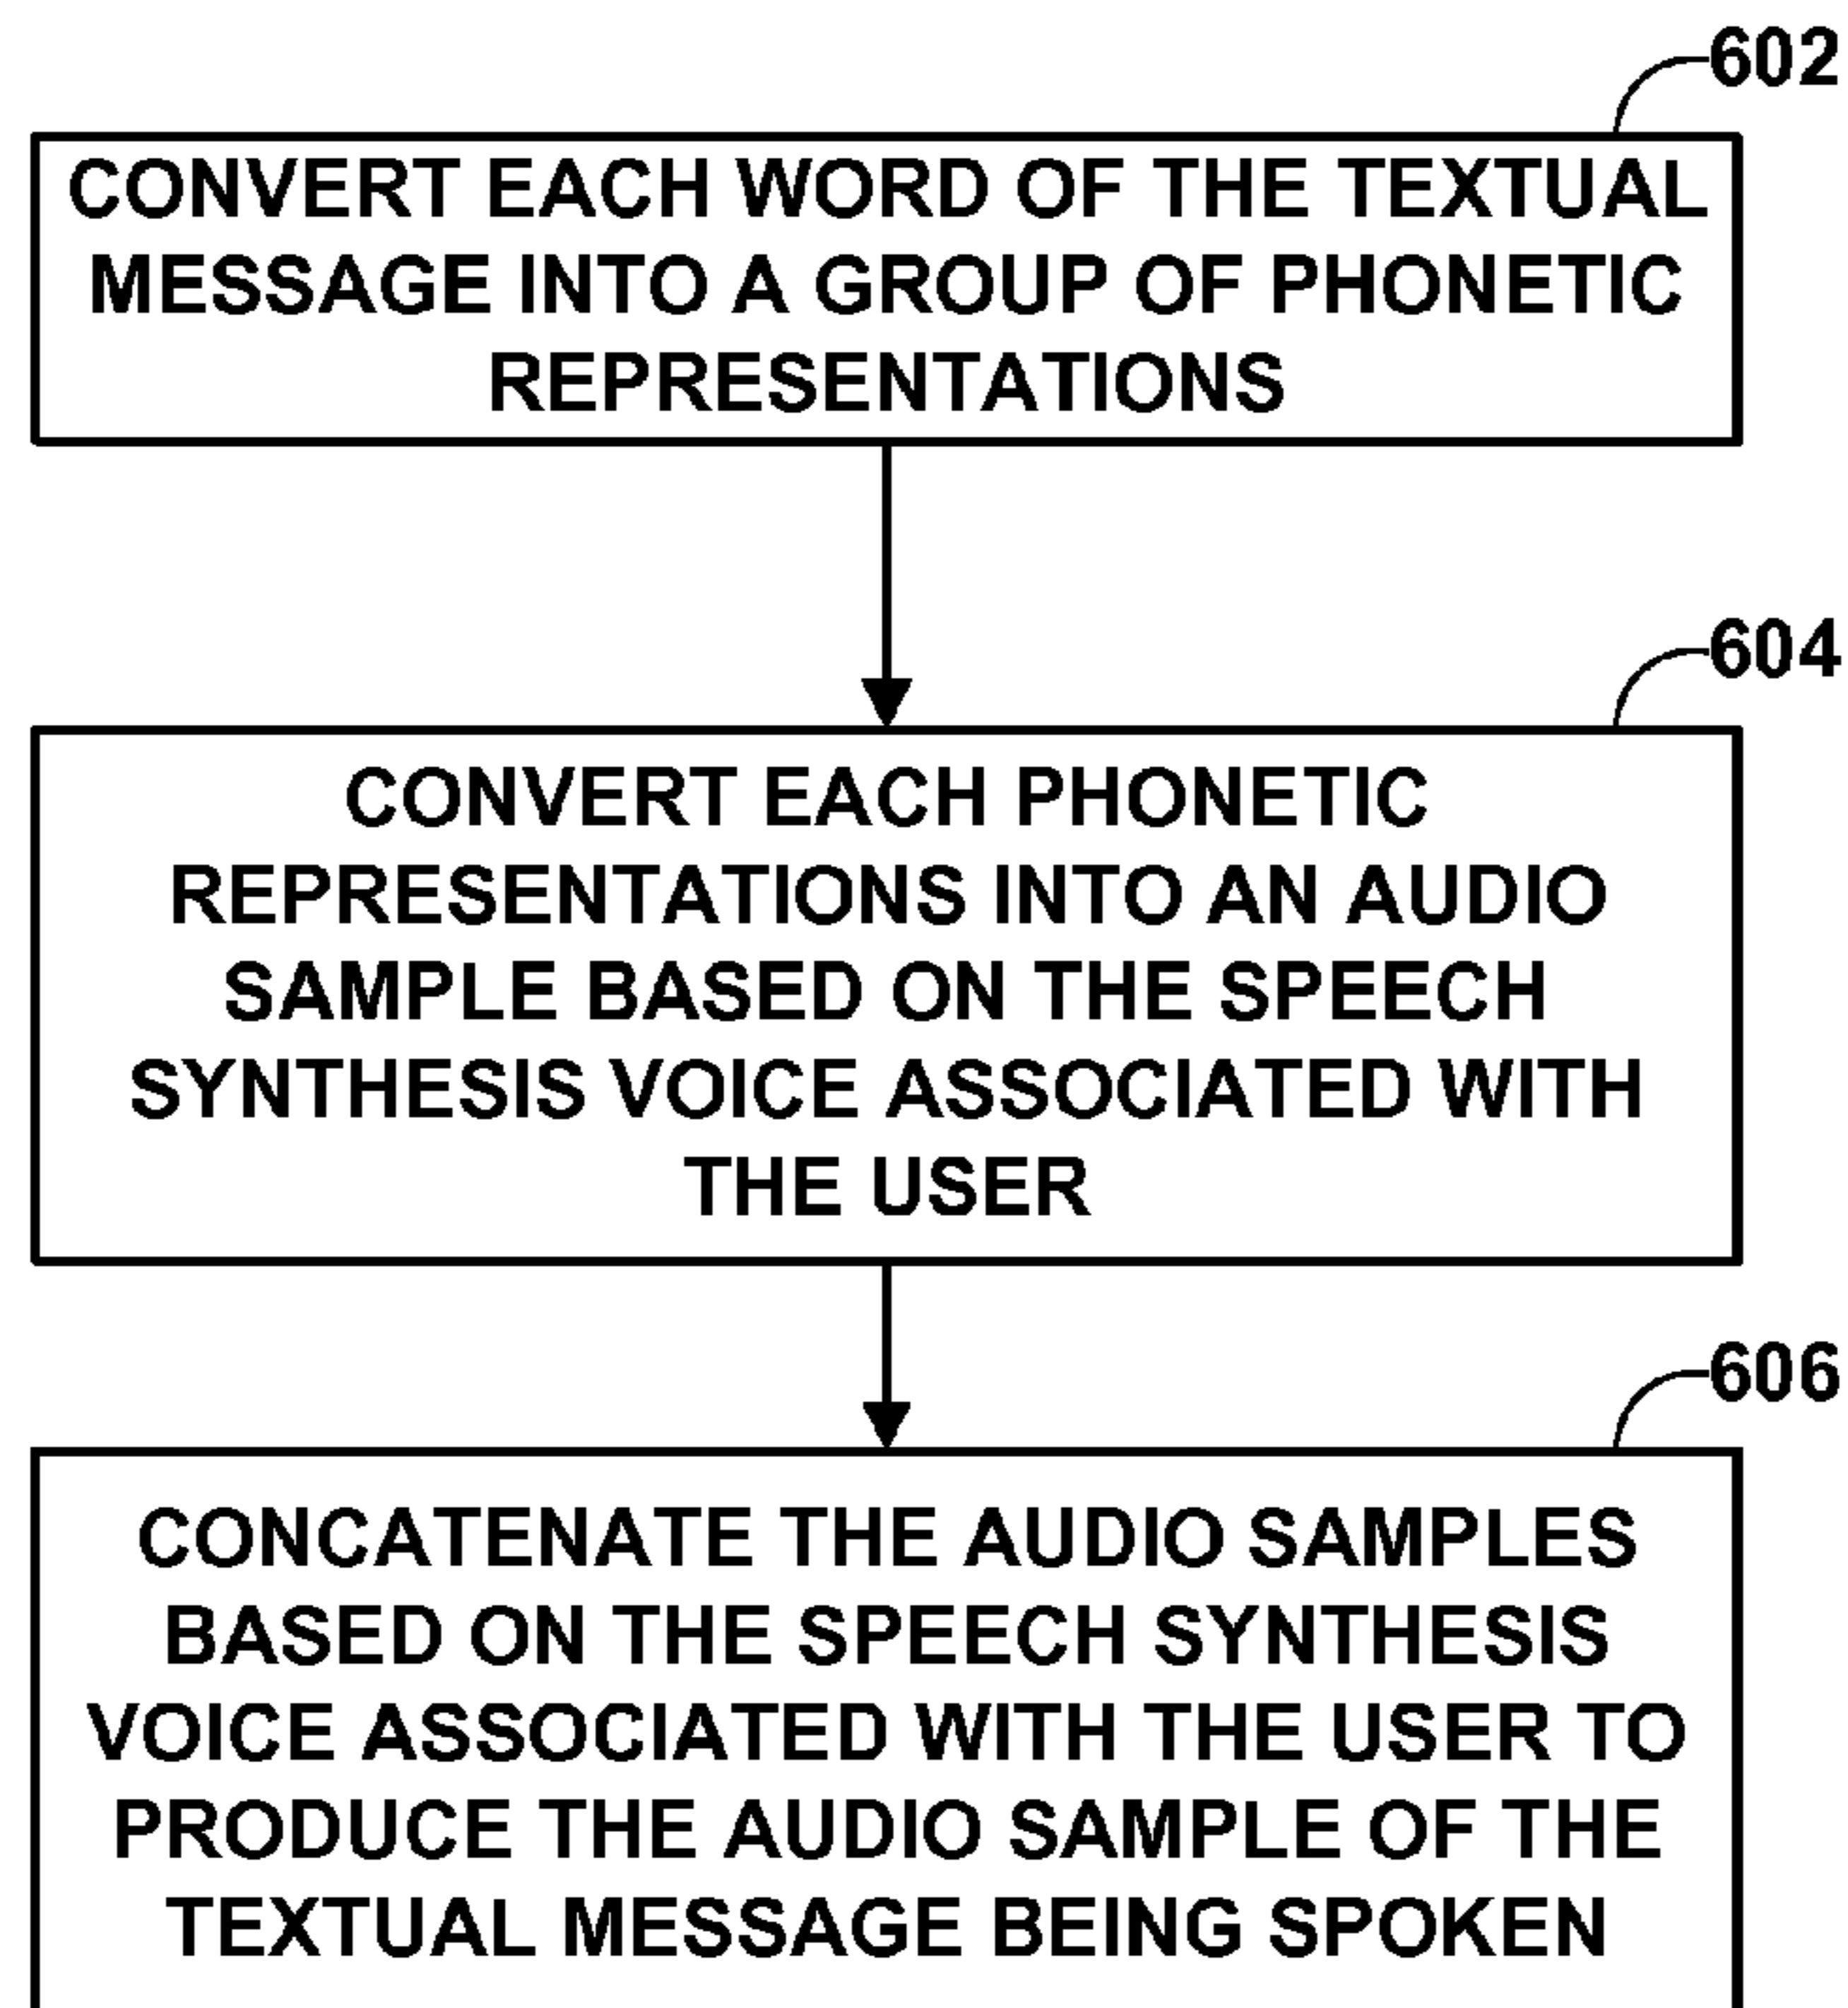 602
CONVERT EACH WORD OF THE TEXTUAL
MESSAGE INTO A GROUP OF PHONETIC
REPRESENTATIONS
604
CONVERT EACH PHONETIC
REPRESENTATIONS INTO AN AUDIO
SAMPLE BASED ON THE SPEECH
SYNTHESIS VOICE ASSOCIATED WITH
THE USER
606
CONCATENATE THE AUDIO SAMPLES
BASED ON THE SPEECH SYNTHESIS
VOICE ASSOCIATED WITH THE USER TO
PRODUCE THE AUDIO SAMPLE OF THE
TEXTUAL MESSAGE BEING SPOKEN